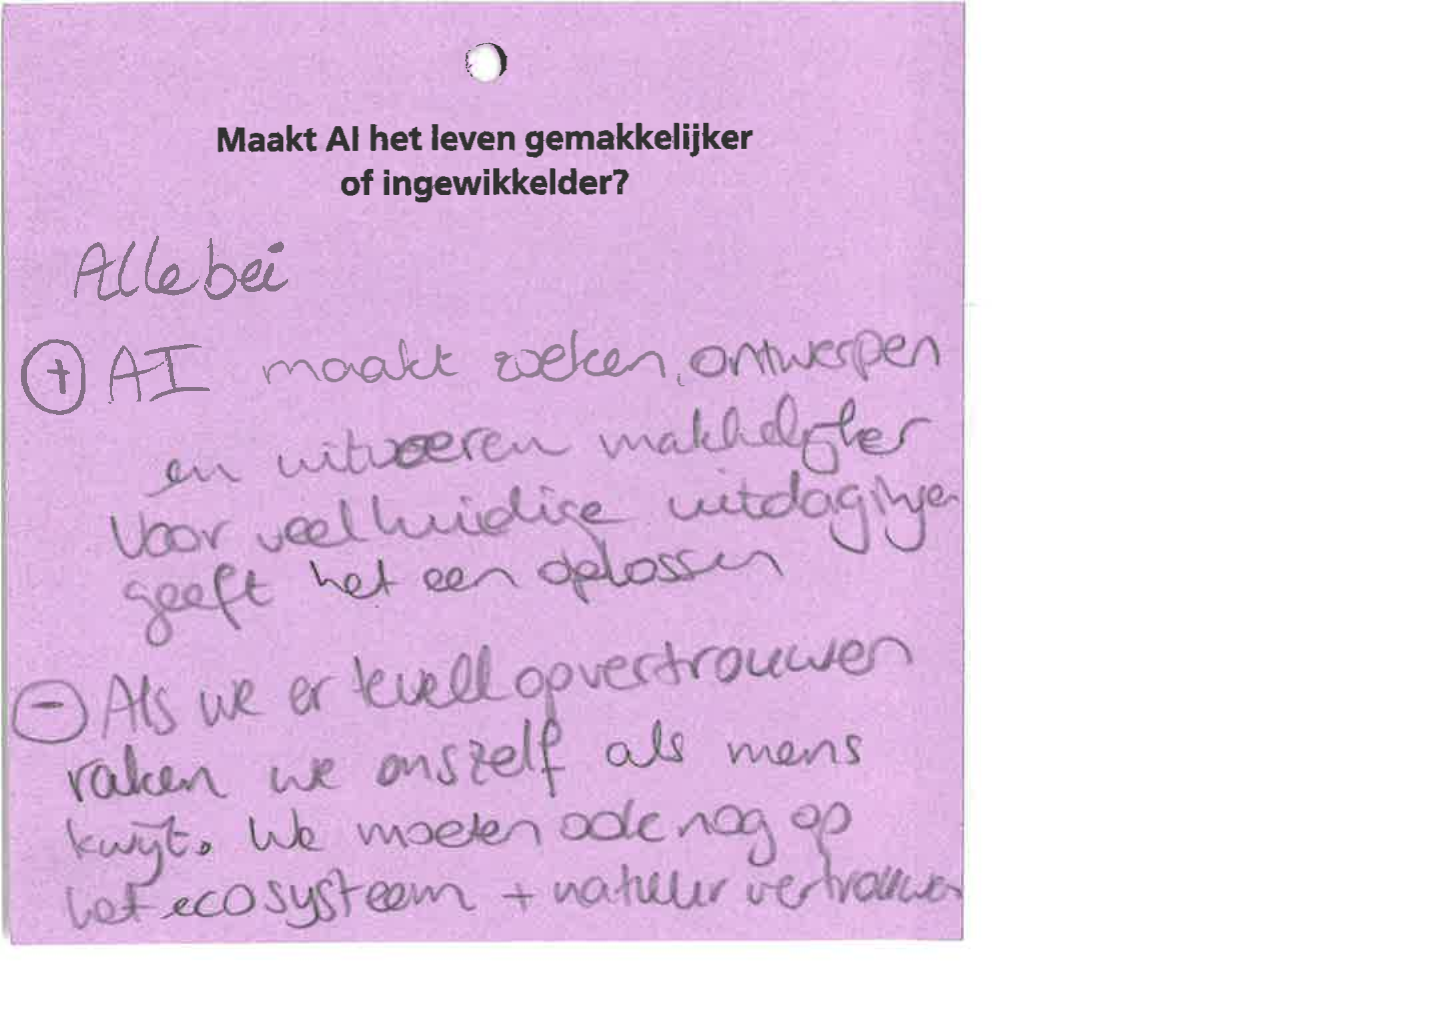 Maakt AI het leven gemakkelijker
of ingewikkelder?
Allebei
+ AI maakt zoeken, ontwerpen
en uitvoeren makkelijker
Voor veel huidige uitdagingen
geeft het een oplossen
- Als we er teveel op vertrouwen
raken we onszelf als mens
kwijt. We moeten ook nog op
het ecosysteem + natuur vertrouwen